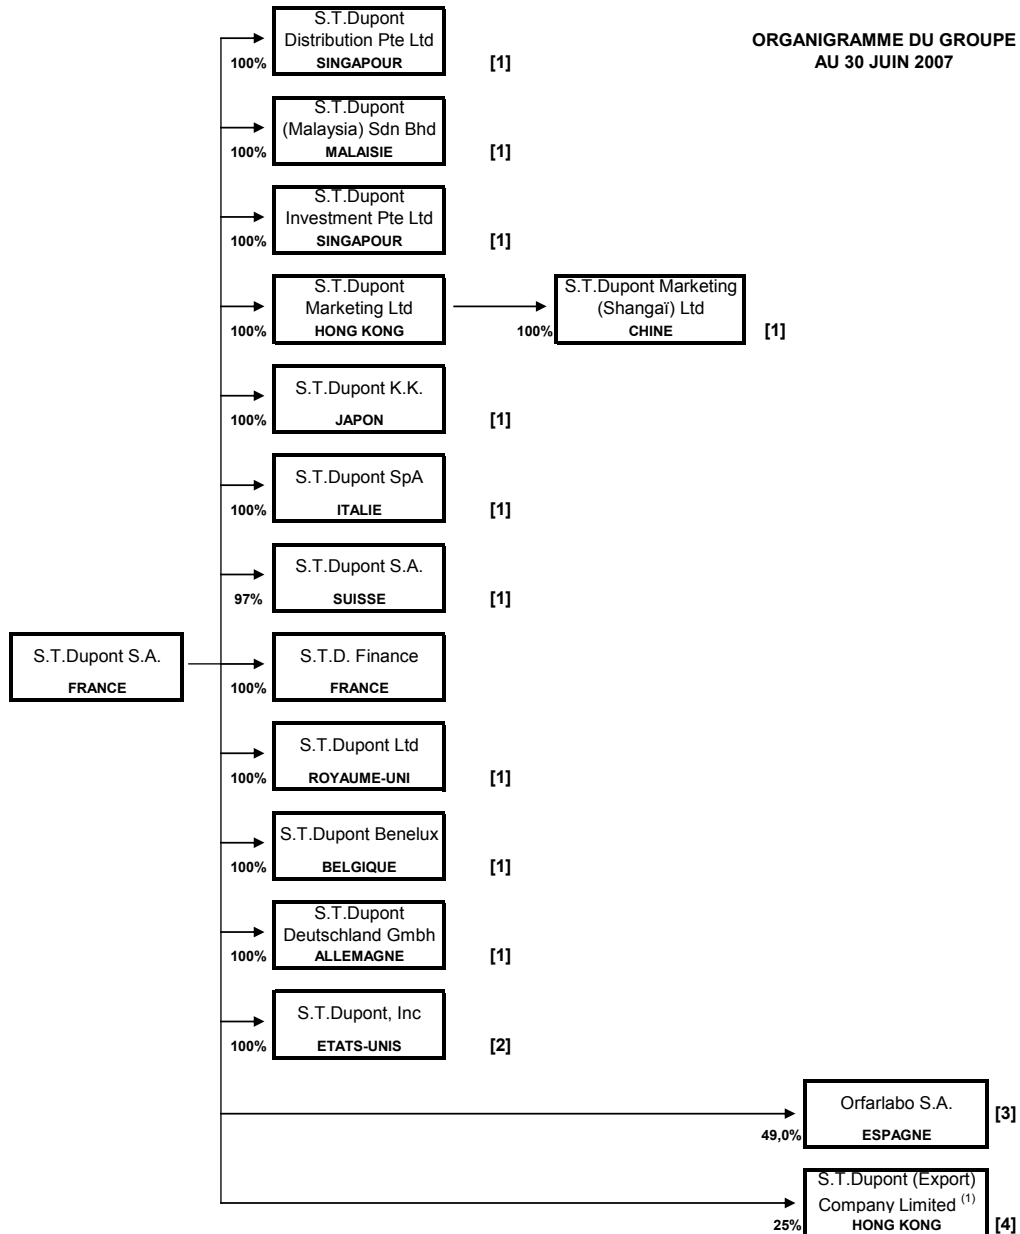 ORGANIGRAMME DU GROUPE
AU 30 JUIN 2007
S.T.Dupont
Distribution Pte Ltd
100% SINGAPOUR [1]
S.T.Dupont
(Malaysia) Sdn Bhd
100% MALAISIE [1]
S.T.Dupont
Investment Pte Ltd
100% SINGAPOUR [1]
S.T.Dupont
Marketing Ltd
100% HONG KONG
S.T.Dupont Marketing
(Shangaï) Ltd
100% CHINE [1]
S.T.Dupont K.K.
100% JAPON [1]
S.T.Dupont SpA
100% ITALIE [1]
S.T.Dupont S.A.
97% SUISSE [1]
S.T.Dupont S.A.
FRANCE
S.T.D. Finance
100% FRANCE
S.T.Dupont Ltd
100% ROYAUME-UNI [1]
S.T.Dupont Benelux
100% BELGIQUE [1]
S.T.Dupont
Deutschland Gmbh
100% ALLEMAGNE [1]
S.T.Dupont, Inc
100% ETATS-UNIS [2]
Orfarlabo S.A. [3]
49,0% ESPAGNE
S.T.Dupont (Export)
Company Limited (1)
25% HONG KONG [4]